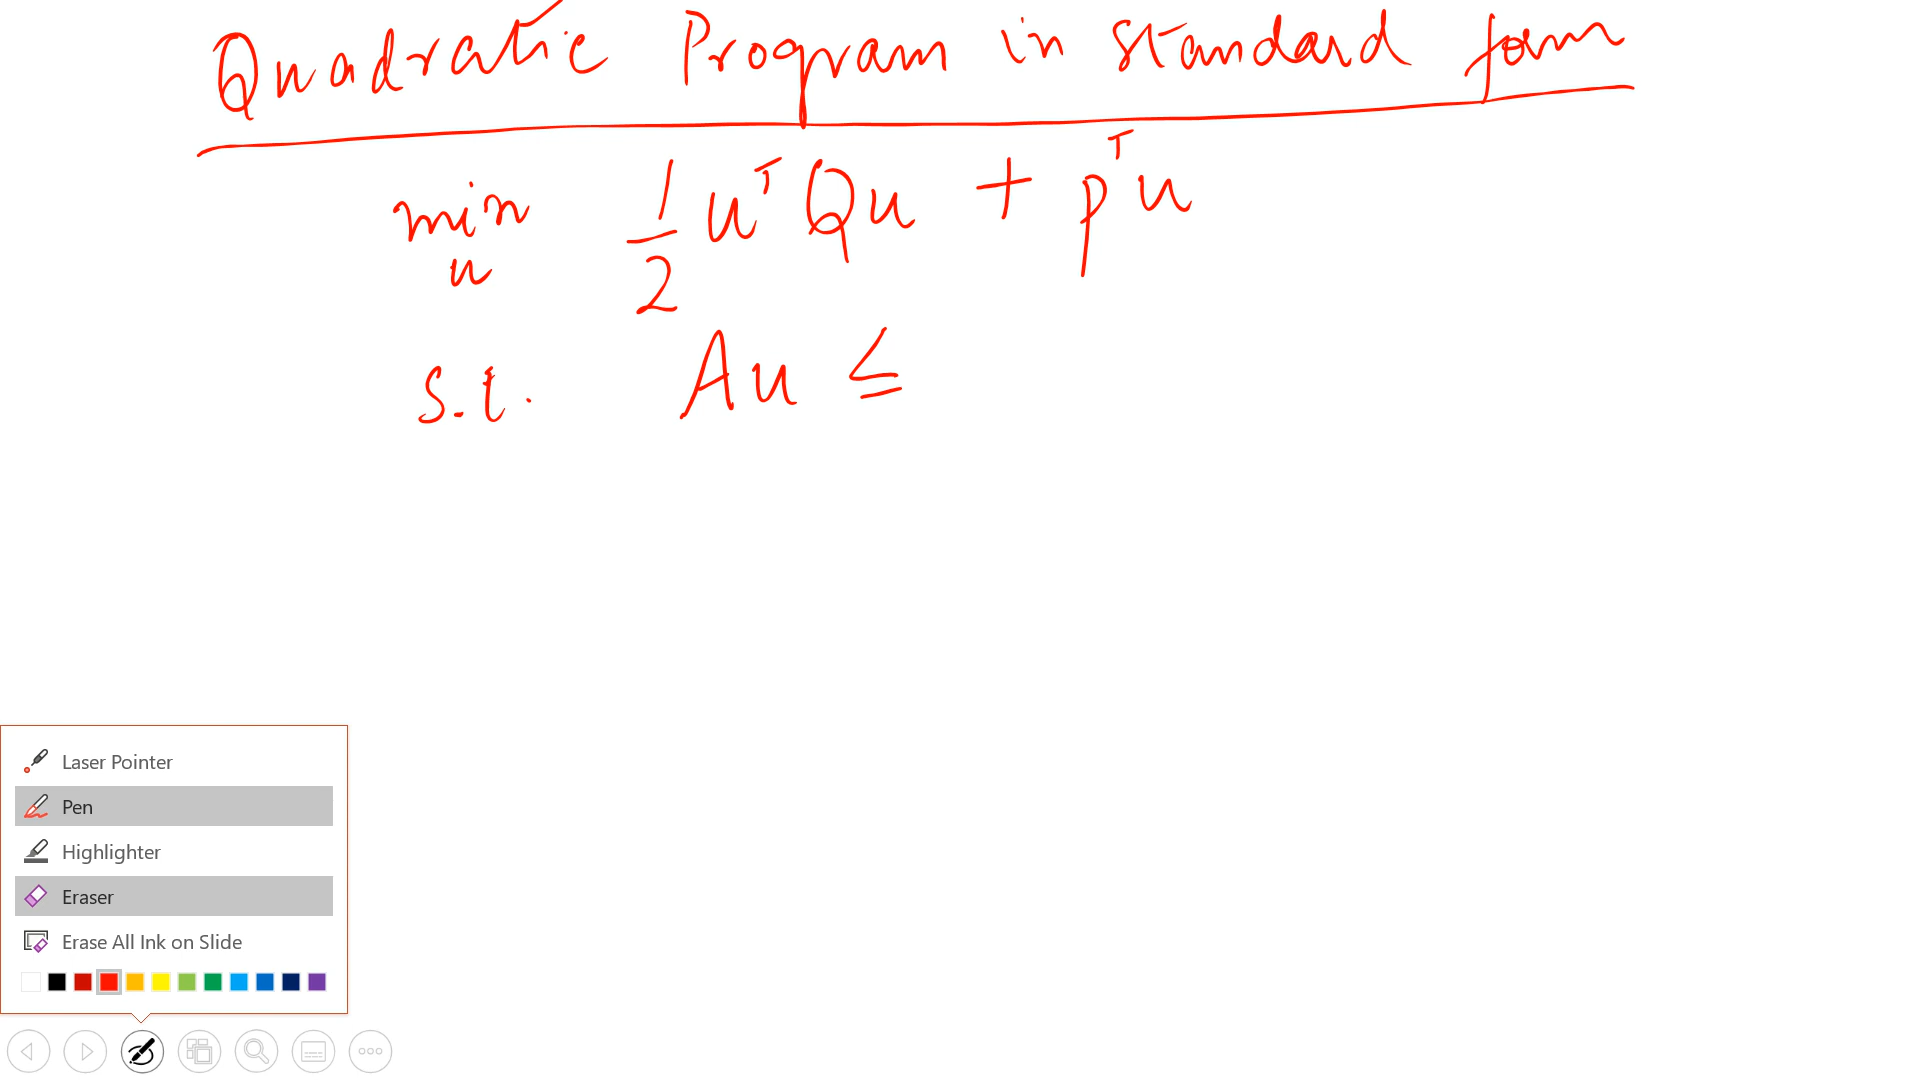 Quadratic Program in standard form
min 1/2 uᵀQu + pᵀu
u
s.t. Au ≤
Laser Pointer
Pen
Highlighter
Eraser
Erase All Ink on Slide